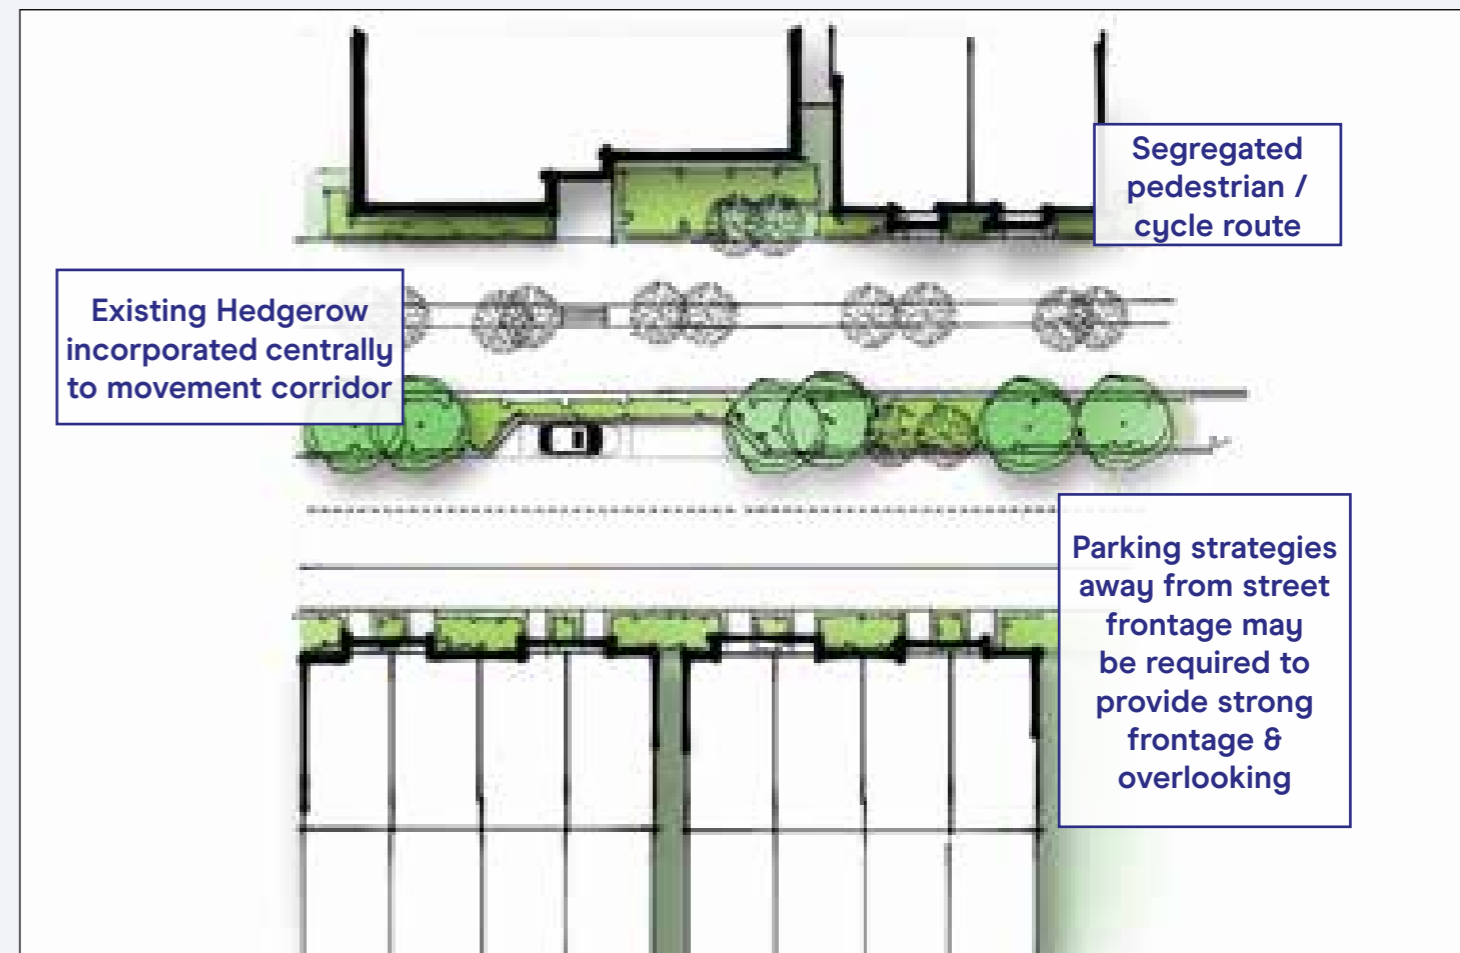 Segregated
pedestrian /
cycle route
Existing Hedgerow
incorporated centrally
to movement corridor
Parking strategies
away from street
frontage may
be required to
provide strong
frontage &
overlooking